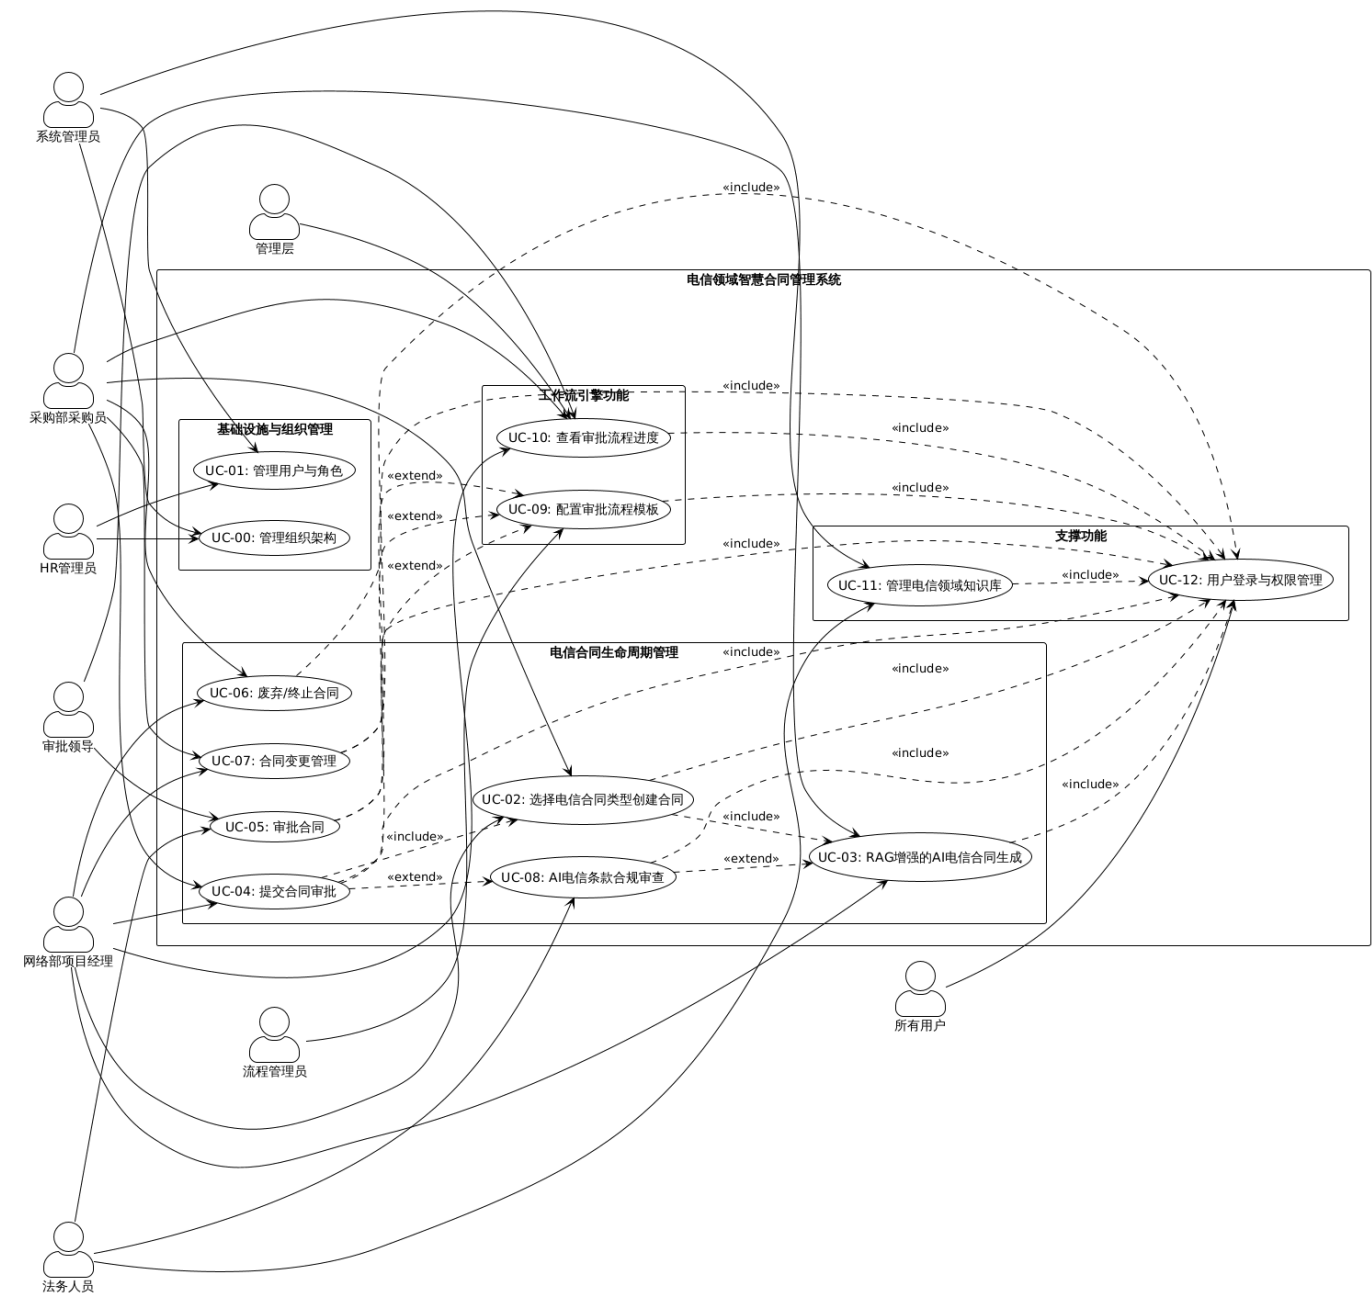 系统管理员
«include»
管理层
电信领域智慧合同管理系统
采购部采购员
«include»
工作流引擎功能
基础设施与组织管理
UC-10: 查看审批流程进度
«include»
UC-01: 管理用户与角色
«extend»
«include»
UC-09: 配置审批流程模板
«extend»
UC-00: 管理组织架构
支撑功能
«include»
HR管理员
«extend»
«include»
UC-11: 管理电信领域知识库
UC-12: 用户登录与权限管理
电信合同生命周期管理
«include»
«include»
UC-06: 废弃/终止合同
审批领导
«include»
UC-07: 合同变更管理
«include»
UC-02: 选择电信合同类型创建合同
«include»
UC-05: 审批合同
«include»
UC-03: RAG增强的AI电信合同生成
«extend»
«extend»
UC-08: AI电信条款合规审查
UC-04: 提交合同审批
网络部项目经理
所有用户
流程管理员
法务人员